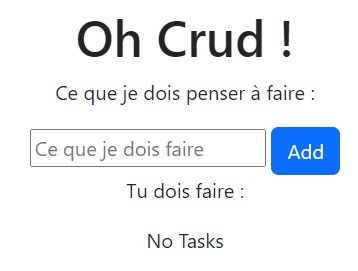 Oh Crud !
Ce que je dois penser à faire :
Ce que je dois faire Add
Tu dois faire :
No Tasks